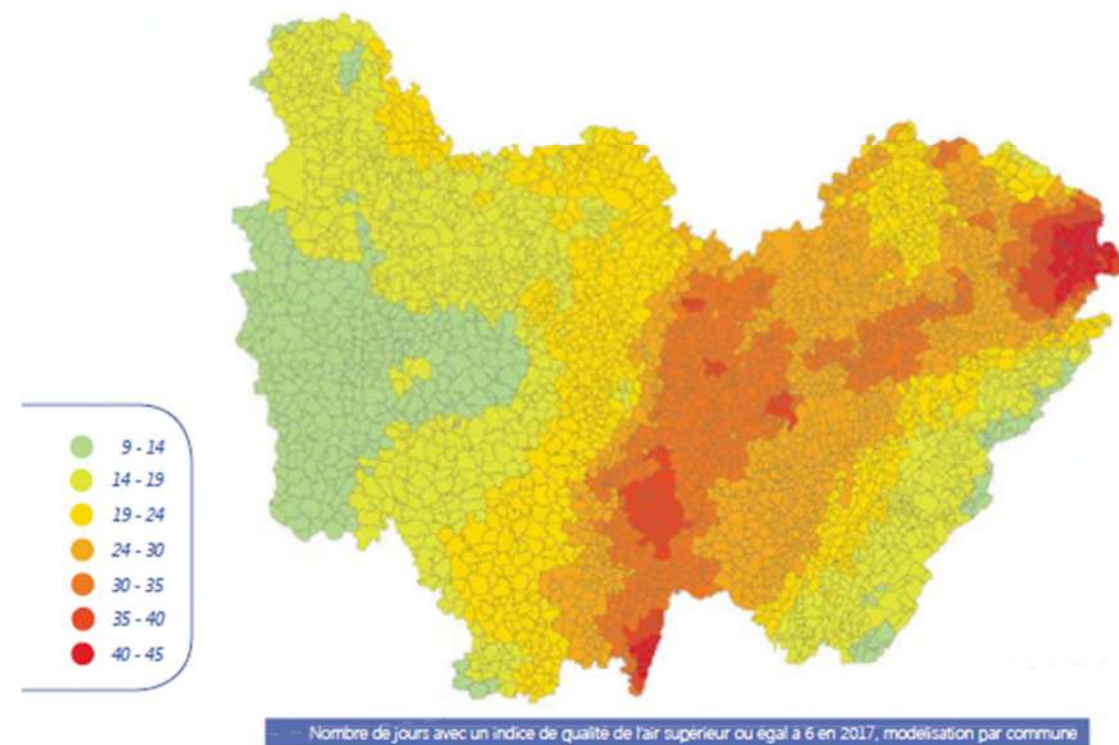 9 - 14
14 - 19
19 - 24
24 - 30
30 - 35
35 - 40
40 - 45
Nombre de jours avec un indice de qualité de l'air supérieur ou égal à 6 en 2017, modélisation par commune